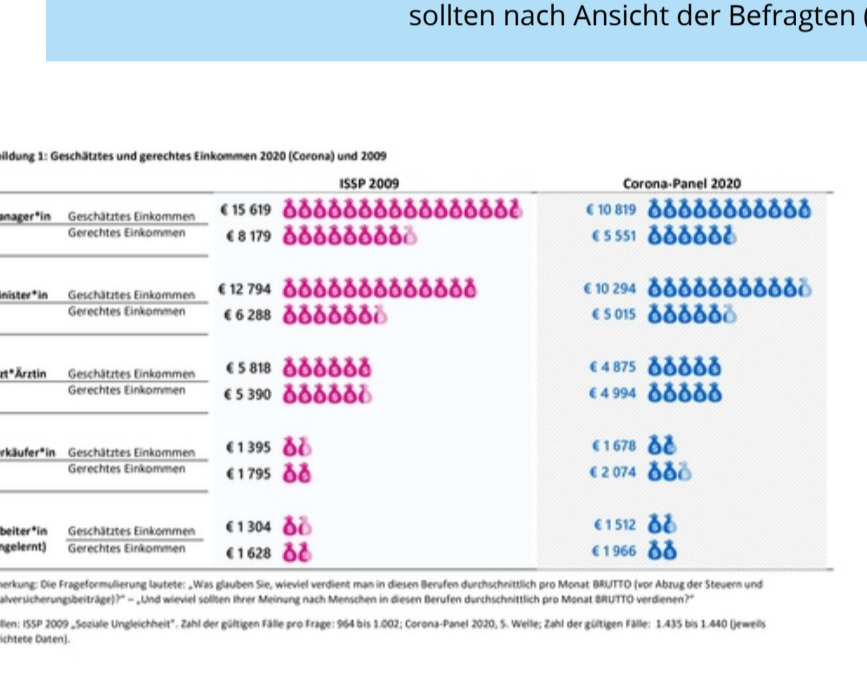 sollten nach Ansicht der Befragten (
ildung 1: Geschätztes und gerechtes Einkommen 2020 (Corona) und 2009
ISSP 2009 Corona-Panel 2020
anager*in Geschätztes Einkommen € 15 619 € 10 819
Gerechtes Einkommen € 8 179 € 5 551
inister*in Geschätztes Einkommen € 12 794 € 10 294
Gerechtes Einkommen € 6 288 € 5 015
zt*Ärztin Geschätztes Einkommen € 5 818 € 4 875
Gerechtes Einkommen € 5 390 € 4 994
rkäufer*in Geschätztes Einkommen € 1 395 € 1 678
Gerechtes Einkommen € 1 795 € 2 074
beiter*in Geschätztes Einkommen € 1 304 € 1 512
ngelernt) Gerechtes Einkommen € 1 628 € 1 966
erkung: Die Frageformulierung lautete: „Was glauben Sie, wieviel verdient man in diesen Berufen durchschnittlich pro Monat BRUTTO (vor Abzug der Steuern und
alversicherungsbeiträge)?" – „Und wieviel sollten Ihrer Meinung nach Menschen in diesen Berufen durchschnittlich pro Monat BRUTTO verdienen?"
llen: ISSP 2009 „Soziale Ungleichheit". Zahl der gültigen Fälle pro Frage: 964 bis 1.002; Corona-Panel 2020, 5. Welle; Zahl der gültigen Fälle: 1.435 bis 1.440 (jeweils
ichtete Daten).